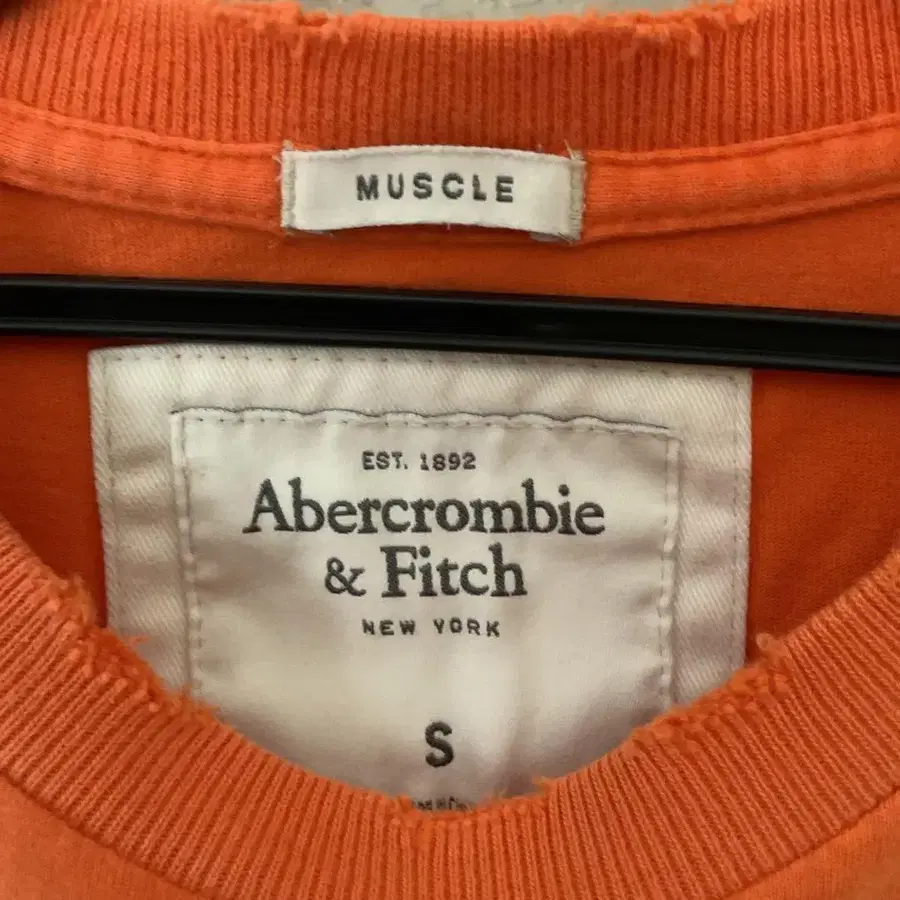 MUSCLE
EST. 1892
Abercrombie
& Fitch
NEW YORK
S